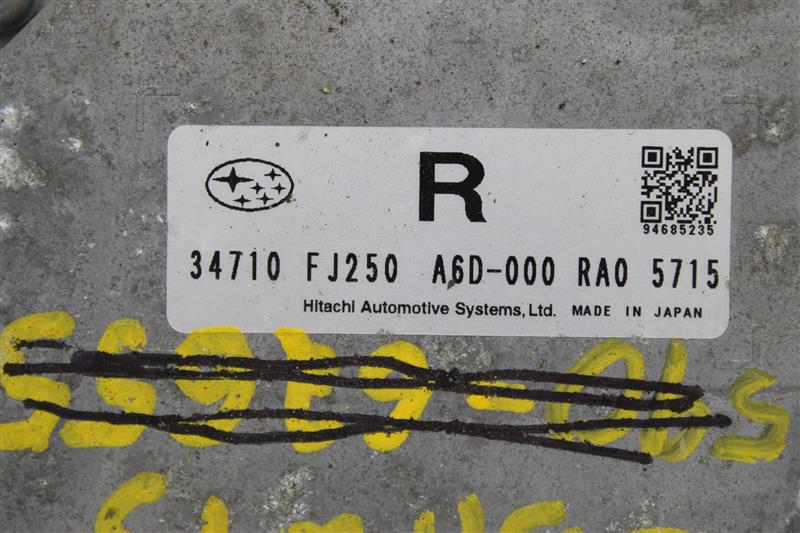 R
94685235
34710 FJ250 A6D-000 RA0 5715
Hitachi Automotive Systems, Ltd. MADE IN JAPAN